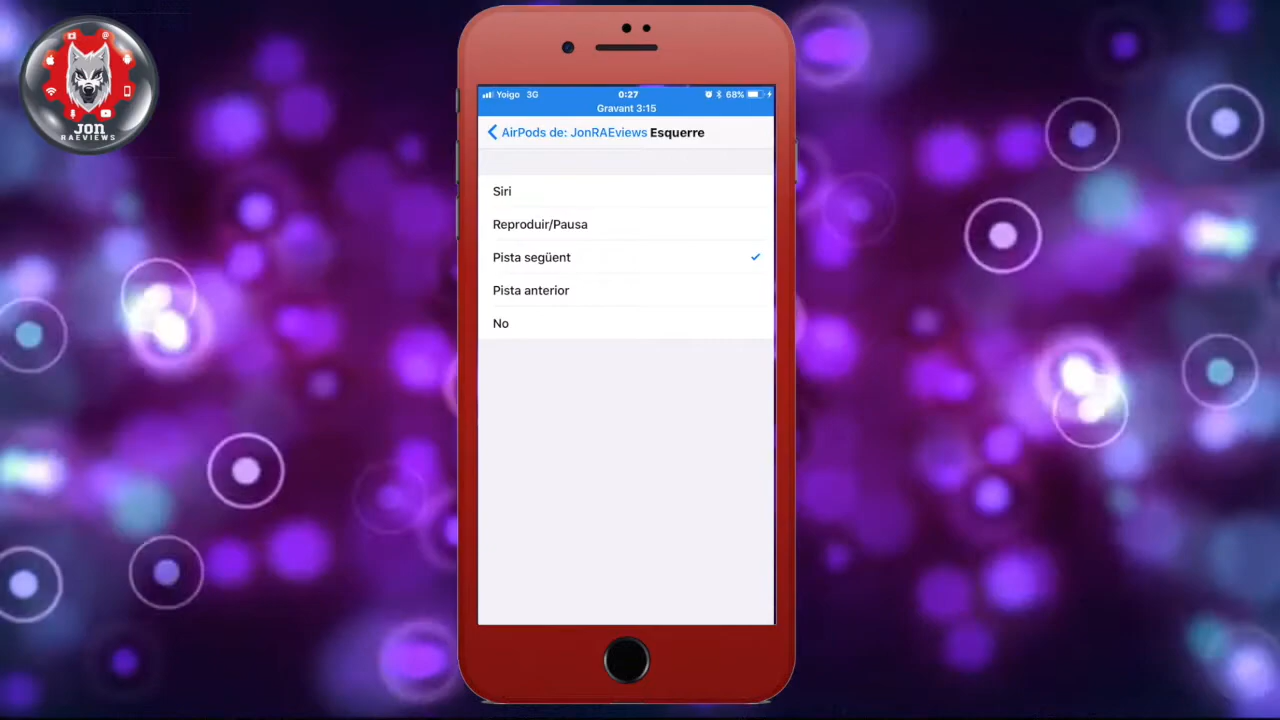 JON
RAEVIEWS
Yoigo 3G 0:27 68%
Gravant 3:15
AirPods de: JonRAEviews Esquerre
Siri
Reproduir/Pausa
Pista següent
Pista anterior
No